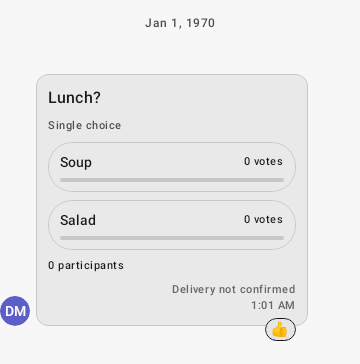 Jan 1, 1970
Lunch?
Single choice
Soup
0 votes
Salad
0 votes
0 participants
Delivery not confirmed
1:01 AM
DM
👍